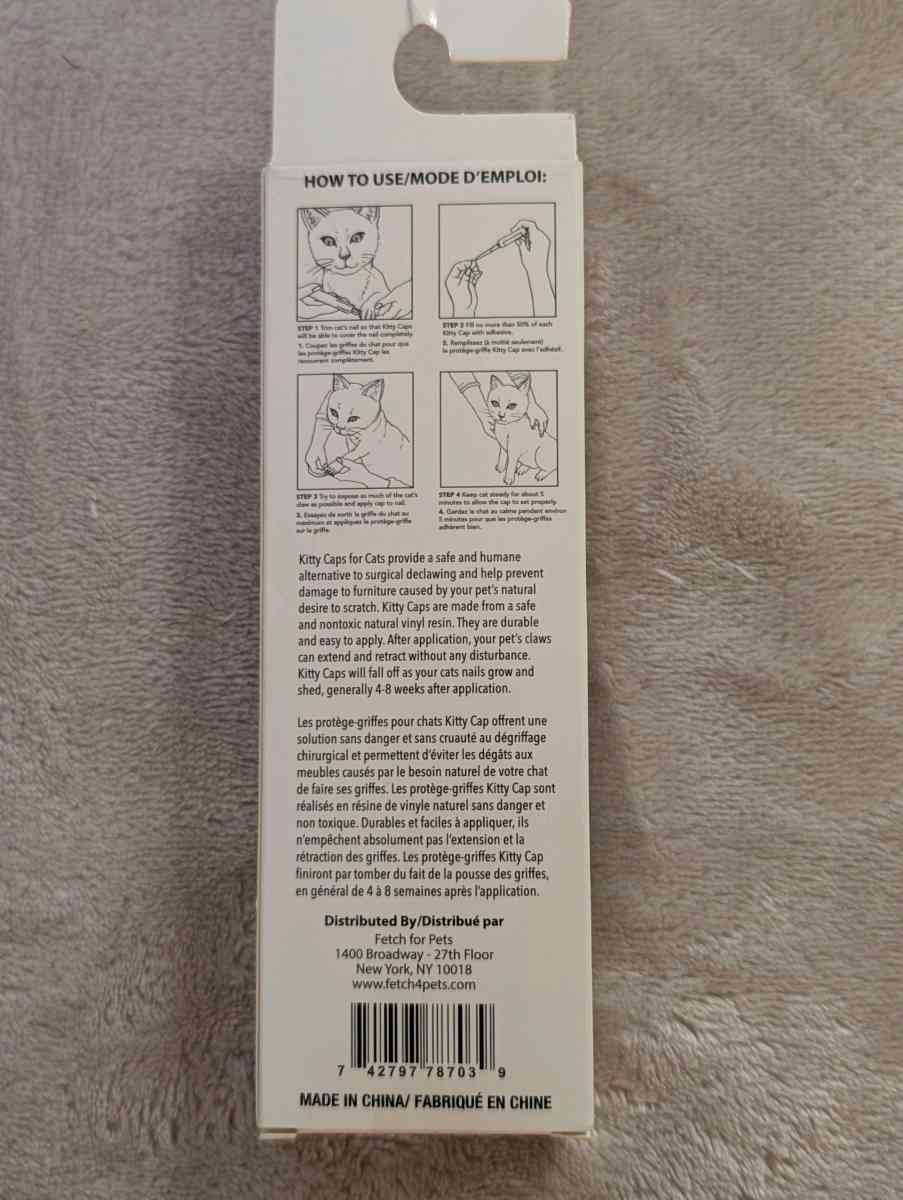 HOW TO USE/MODE D'EMPLOI:
STEP 1 Trim cat's nail so that Kitty Caps
will be able to cover the nail completely.
1. Coupez les griffes du chat pour que
les protège-griffes Kitty Cap les
recouvrent complètement.
STEP 2 Fill no more than 50% of each
Kitty Cap with adhesive.
2. Remplissez (à moitié seulement)
le protège-griffe Kitty Cap avec l'adhésif.
STEP 3 Try to expose as much of the cat's
claw as possible and apply cap to nail.
3. Essayez de sortir la griffe du chat au
maximum et appliquez le protège-griffe
sur la griffe.
STEP 4 Keep cat steady for about 5
minutes to allow the cap to set properly.
4. Gardez le chat au calme pendant environ
5 minutes pour que les protège-griffes
adhèrent bien.
Kitty Caps for Cats provide a safe and humane
alternative to surgical declawing and help prevent
damage to furniture caused by your pet's natural
desire to scratch. Kitty Caps are made from a safe
and nontoxic natural vinyl resin. They are durable
and easy to apply. After application, your pet's claws
can extend and retract without any disturbance.
Kitty Caps will fall off as your cats nails grow and
shed, generally 4-8 weeks after application.
Les protège-griffes pour chats Kitty Cap offrent une
solution sans danger et sans cruauté au dégriffage
chirurgical et permettent d'éviter les dégâts aux
meubles causés par le besoin naturel de votre chat
de faire ses griffes. Les protège-griffes Kitty Cap sont
réalisés en résine de vinyle naturel sans danger et
non toxique. Durables et faciles à appliquer, ils
n'empêchent absolument pas l'extension et la
rétraction des griffes. Les protège-griffes Kitty Cap
finiront par tomber du fait de la pousse des griffes,
en général de 4 à 8 semaines après l'application.
Distributed By/Distribué par
Fetch for Pets
1400 Broadway - 27th Floor
New York, NY 10018
www.fetch4pets.com
7 42797 78703 9
MADE IN CHINA/ FABRIQUÉ EN CHINE